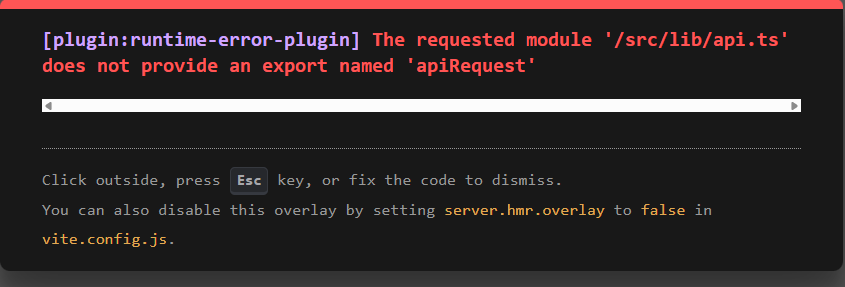 [plugin:runtime-error-plugin] The requested module '/src/lib/api.ts'
does not provide an export named 'apiRequest'
Click outside, press Esc key, or fix the code to dismiss.
You can also disable this overlay by setting server.hmr.overlay to false in
vite.config.js.